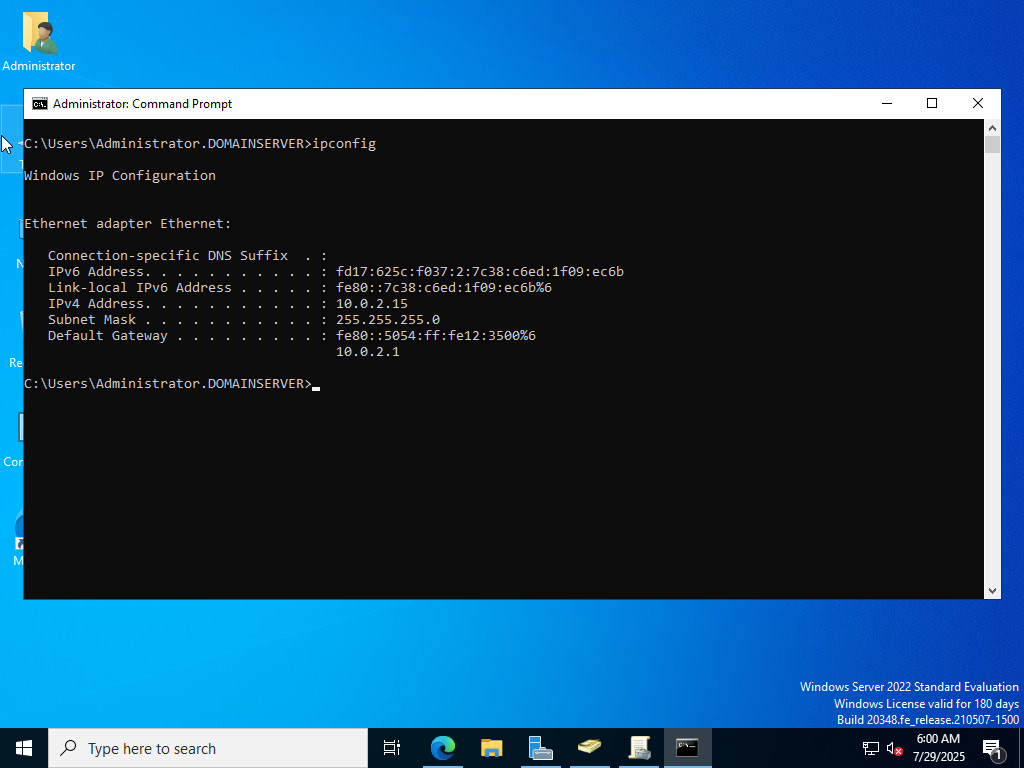 Administrator
Administrator: Command Prompt
C:\Users\Administrator.DOMAINSERVER>ipconfig
Windows IP Configuration
Ethernet adapter Ethernet:
   Connection-specific DNS Suffix  . :
   IPv6 Address. . . . . . . . . . . : fd17:625c:f037:2:7c38:c6ed:1f09:ec6b
   Link-local IPv6 Address . . . . . : fe80::7c38:c6ed:1f09:ec6b%6
   IPv4 Address. . . . . . . . . . . : 10.0.2.15
   Subnet Mask . . . . . . . . . . . : 255.255.255.0
   Default Gateway . . . . . . . . . : fe80::5054:ff:fe12:3500%6
                                       10.0.2.1
C:\Users\Administrator.DOMAINSERVER>
Windows Server 2022 Standard Evaluation
Windows License valid for 180 days
Build 20348.fe_release.210507-1500
Type here to search
6:00 AM
7/29/2025
1